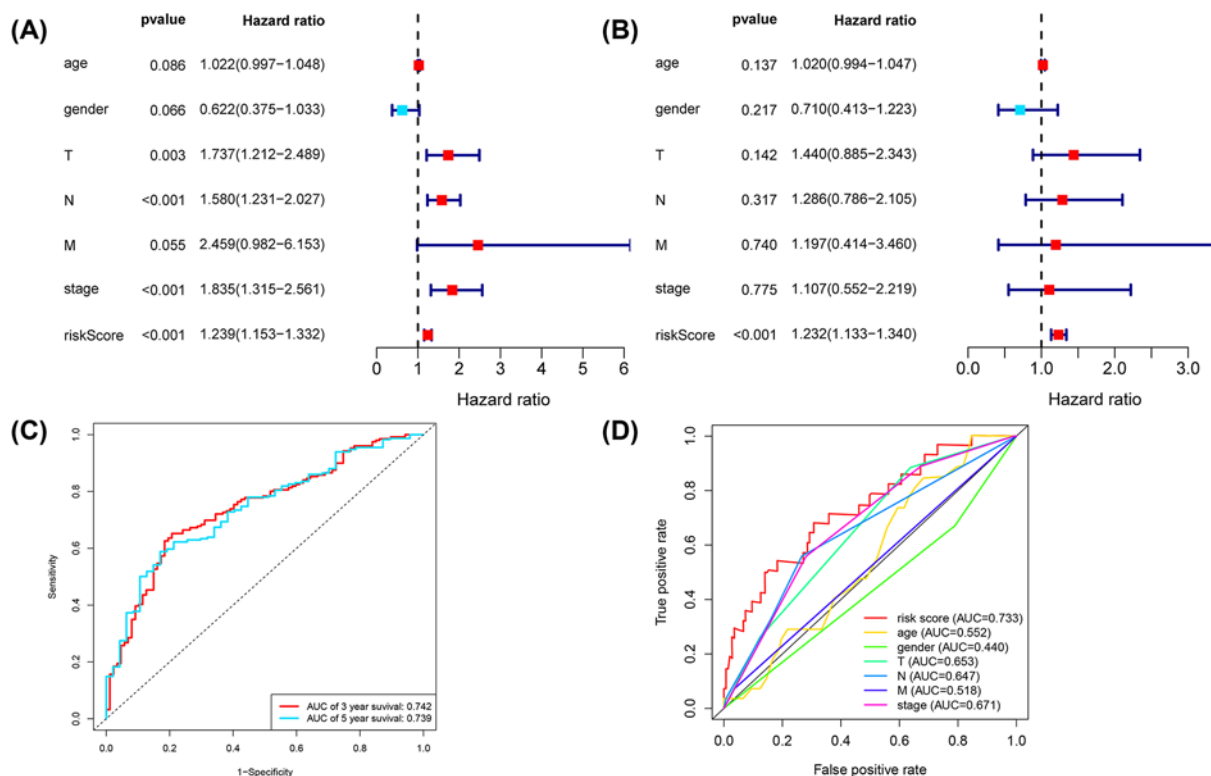 (A)
pvalue Hazard ratio
age 0.086 1.022(0.997−1.048)
gender 0.066 0.622(0.375−1.033)
T 0.003 1.737(1.212−2.489)
N <0.001 1.580(1.231−2.027)
M 0.055 2.459(0.982−6.153)
stage <0.001 1.835(1.315−2.561)
riskScore <0.001 1.239(1.153−1.332)
0 1 2 3 4 5 6
Hazard ratio
(B)
pvalue Hazard ratio
age 0.137 1.020(0.994−1.047)
gender 0.217 0.710(0.413−1.223)
T 0.142 1.440(0.885−2.343)
N 0.317 1.286(0.786−2.105)
M 0.740 1.197(0.414−3.460)
stage 0.775 1.107(0.552−2.219)
riskScore <0.001 1.232(1.133−1.340)
0.0 1.0 2.0 3.0
Hazard ratio
(C)
Sensitivity
1.0
0.8
0.6
0.4
0.2
0.0
AUC of 3 year suvival: 0.742
AUC of 5 year suvival: 0.739
0.0 0.2 0.4 0.6 0.8 1.0
1−Specificity
(D)
True positive rate
1.0
0.8
0.6
0.4
0.2
0.0
risk score (AUC=0.733)
age (AUC=0.552)
gender (AUC=0.440)
T (AUC=0.653)
N (AUC=0.647)
M (AUC=0.518)
stage (AUC=0.671)
0.0 0.2 0.4 0.6 0.8 1.0
False positive rate